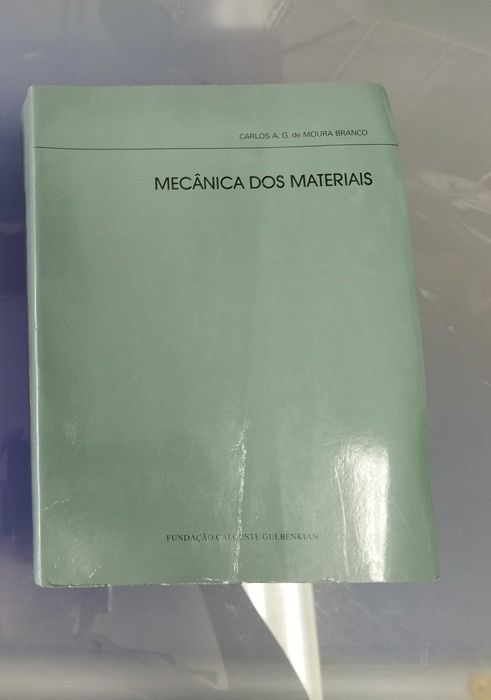 CARLOS A. G. de MOURA BRANCO
MECÂNICA DOS MATERIAIS
FUNDAÇÃO CALOUSTE GULBENKIAN